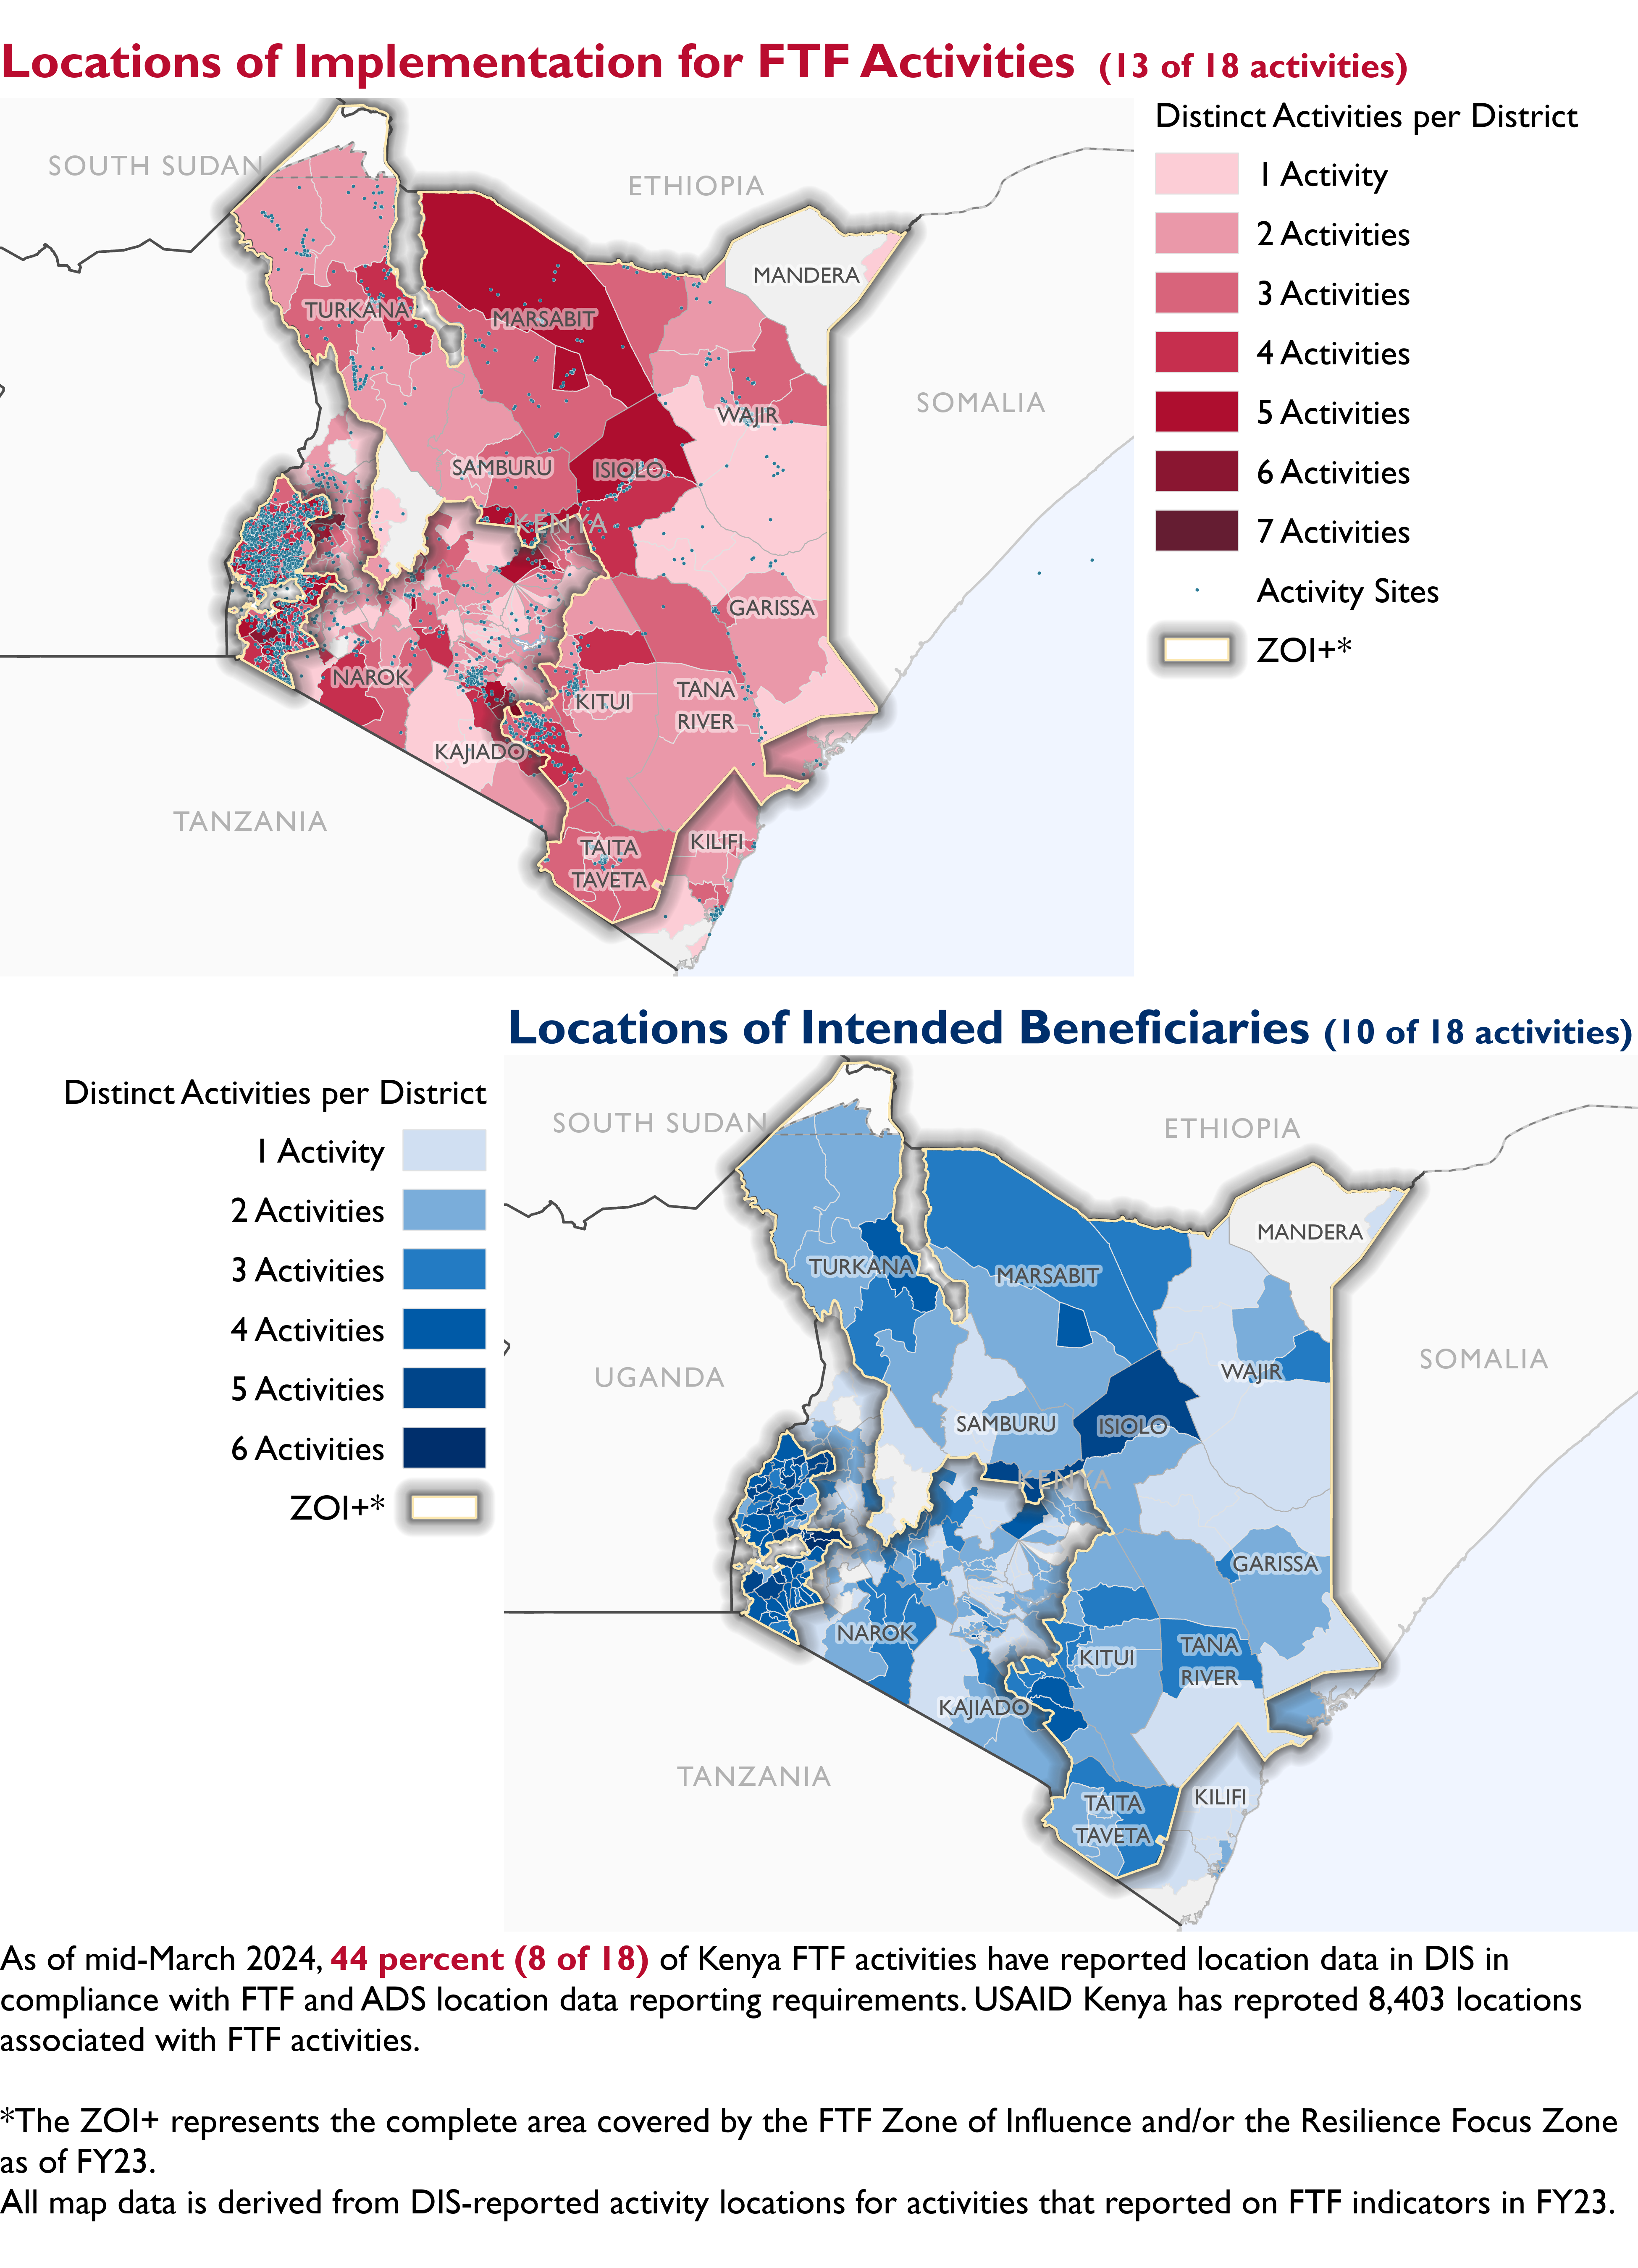 Locations of Implementation for FTF Activities (13 of 18 activities)
SOUTH SUDAN
ETHIOPIA
MANDERA
TURKANA
MARSABIT
SOMALIA
WAJIR
SAMBURU
ISIOLO
KENYA
GARISSA
NAROK
KITUI
TANA
RIVER
KAJIADO
TANZANIA
TAITA
TAVETA
KILIFI
Distinct Activities per District
1 Activity
2 Activities
3 Activities
4 Activities
5 Activities
6 Activities
7 Activities
Activity Sites
ZOI+*
Locations of Intended Beneficiaries (10 of 18 activities)
Distinct Activities per District
1 Activity
2 Activities
3 Activities
4 Activities
5 Activities
6 Activities
ZOI+*
SOUTH SUDAN
ETHIOPIA
MANDERA
TURKANA
MARSABIT
UGANDA
SOMALIA
WAJIR
SAMBURU
ISIOLO
KENYA
GARISSA
NAROK
KITUI
TANA
RIVER
KAJIADO
TANZANIA
TAITA
TAVETA
KILIFI
As of mid-March 2024, 44 percent (8 of 18) of Kenya FTF activities have reported location data in DIS in
compliance with FTF and ADS location data reporting requirements. USAID Kenya has reproted 8,403 locations
associated with FTF activities.
*The ZOI+ represents the complete area covered by the FTF Zone of Influence and/or the Resilience Focus Zone
as of FY23.
All map data is derived from DIS-reported activity locations for activities that reported on FTF indicators in FY23.